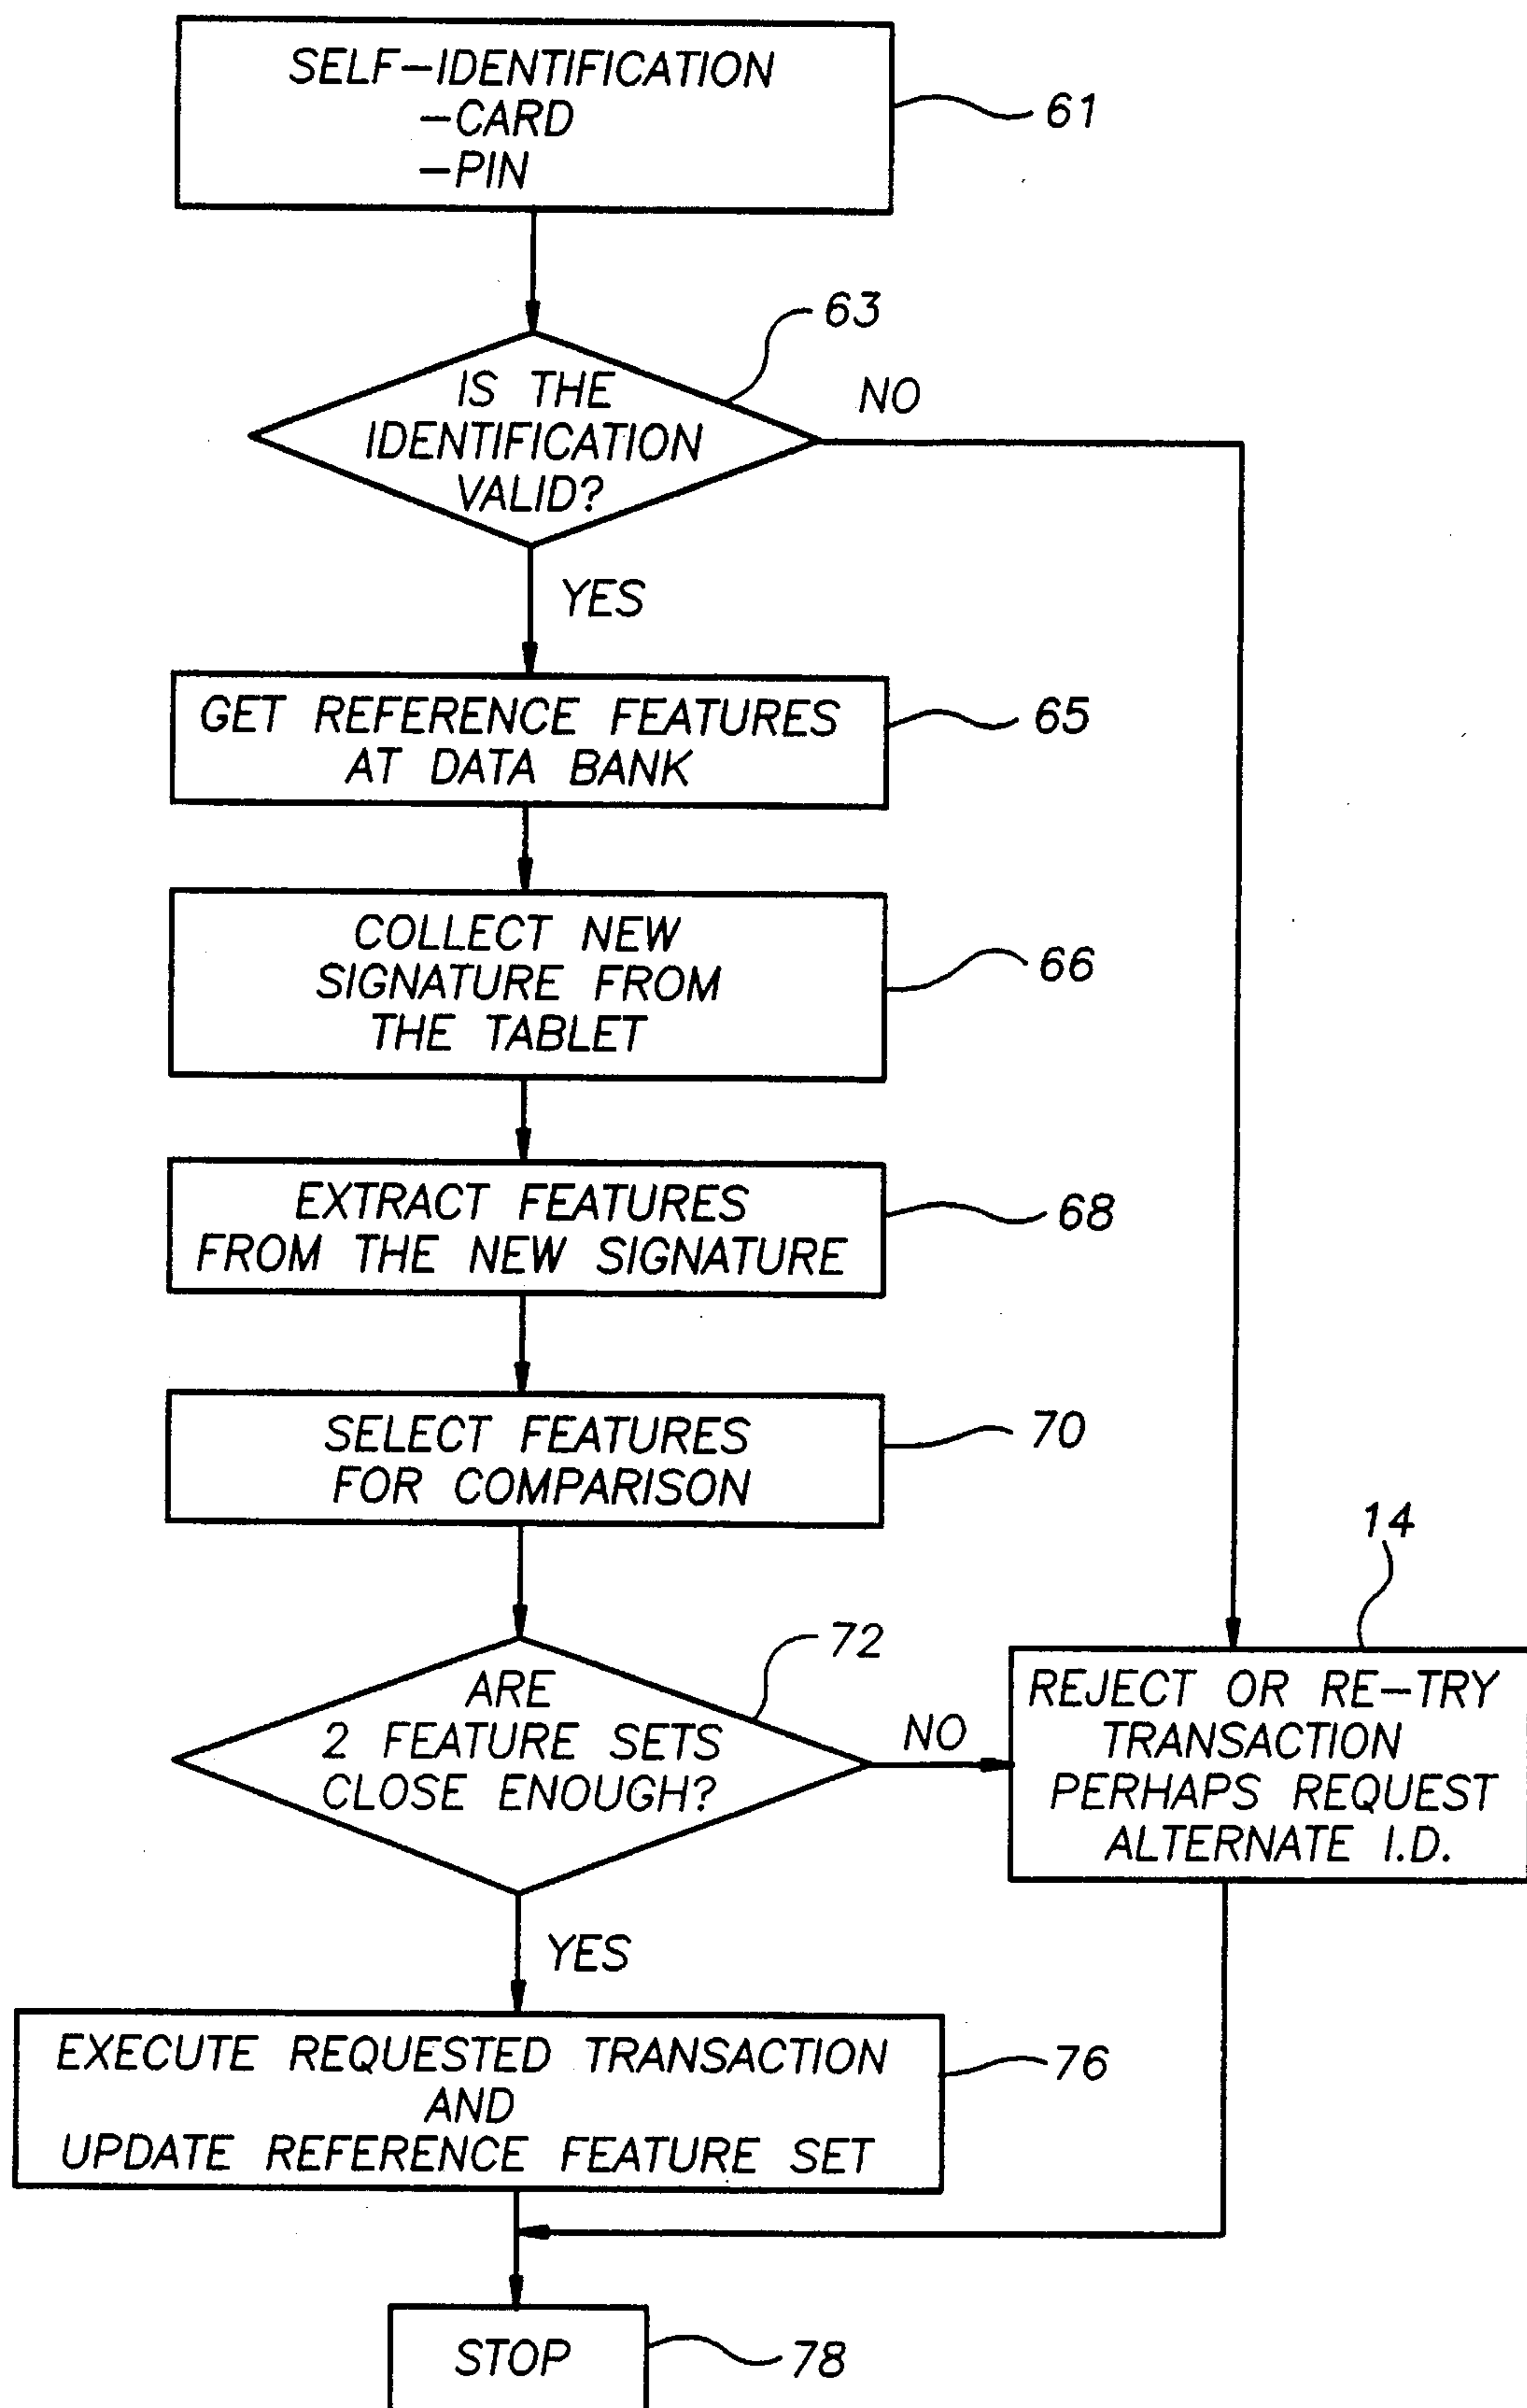 SELF-IDENTIFICATION
-CARD
-PIN
61
63
IS THE
IDENTIFICATION
VALID?
NO
YES
GET REFERENCE FEATURES
AT DATA BANK
65
COLLECT NEW
SIGNATURE FROM
THE TABLET
66
EXTRACT FEATURES
FROM THE NEW SIGNATURE
68
SELECT FEATURES
FOR COMPARISON
70
72
ARE
2 FEATURE SETS
CLOSE ENOUGH?
NO
14
REJECT OR RE-TRY
TRANSACTION
PERHAPS REQUEST
ALTERNATE I.D.
YES
EXECUTE REQUESTED TRANSACTION
AND
UPDATE REFERENCE FEATURE SET
76
STOP
78